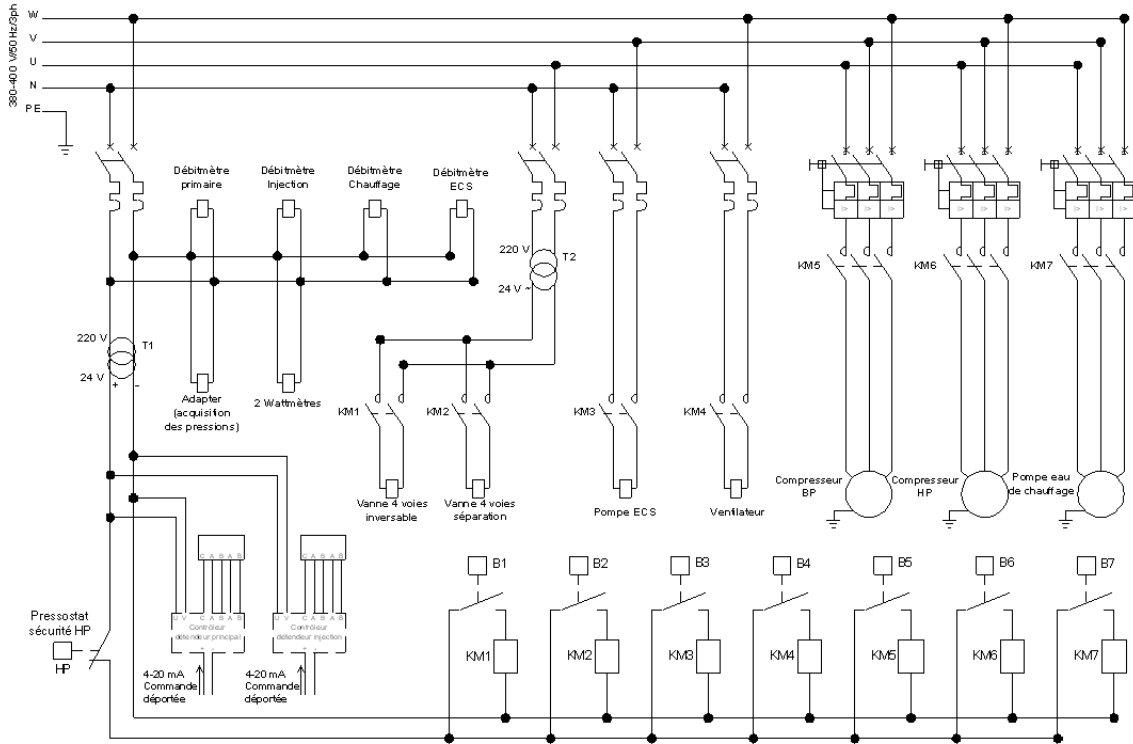 380-400 V/50 Hz/3ph
W
V
U
N
PE
Débitmètre
primaire
Débitmètre
Injection
Débitmètre
Chauffage
Débitmètre
ECS
220 V
T2
24 V ~
KM5
KM6
KM7
220 V
T1
24 V
+ -
Adapter
(acquisition
des pressions)
2 Wattmètres
KM1
KM2
KM3
KM4
Vanne 4 voies
inversable
Vanne 4 voies
séparation
Pompe ECS
Ventilateur
Compresseur
BP
Compresseur
HP
Pompe eau
de chauffage
C A B A B
C A B A B
B1
B2
B3
B4
B5
B6
B7
U V C A B A B
Contrôleur
détendeur principal
+ -
U V C A B A B
Contrôleur
détendeur injection
+ -
Pressostat
sécurité HP
HP
4-20 mA
Commande
déportée
4-20 mA
Commande
déportée
KM1
KM2
KM3
KM4
KM5
KM6
KM7